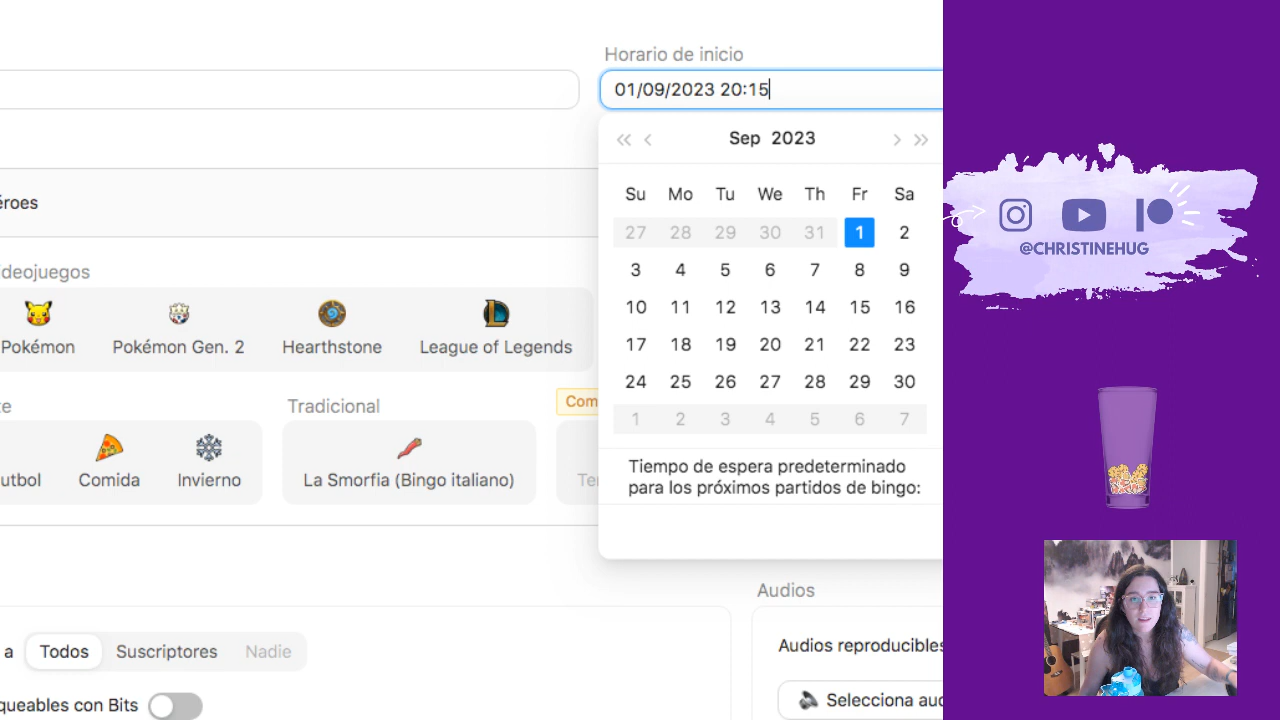 Horario de inicio
01/09/2023 20:15
Sep 2023
Su Mo Tu We Th Fr Sa
27 28 29 30 31 1 2
3 4 5 6 7 8 9
10 11 12 13 14 15 16
17 18 19 20 21 22 23
24 25 26 27 28 29 30
1 2 3 4 5 6 7
Tiempo de espera predeterminado
para los próximos partidos de bingo:
éroes
ideojuegos
Pokémon
Pokémon Gen. 2
Hearthstone
League of Legends
te
Tradicional
Com
utbol
Comida
Invierno
La Smorfia (Bingo italiano)
Te
Audios
a Todos Suscriptores Nadie
Audios reproducibles
queables con Bits
Selecciona aud
@CHRISTINEHUG